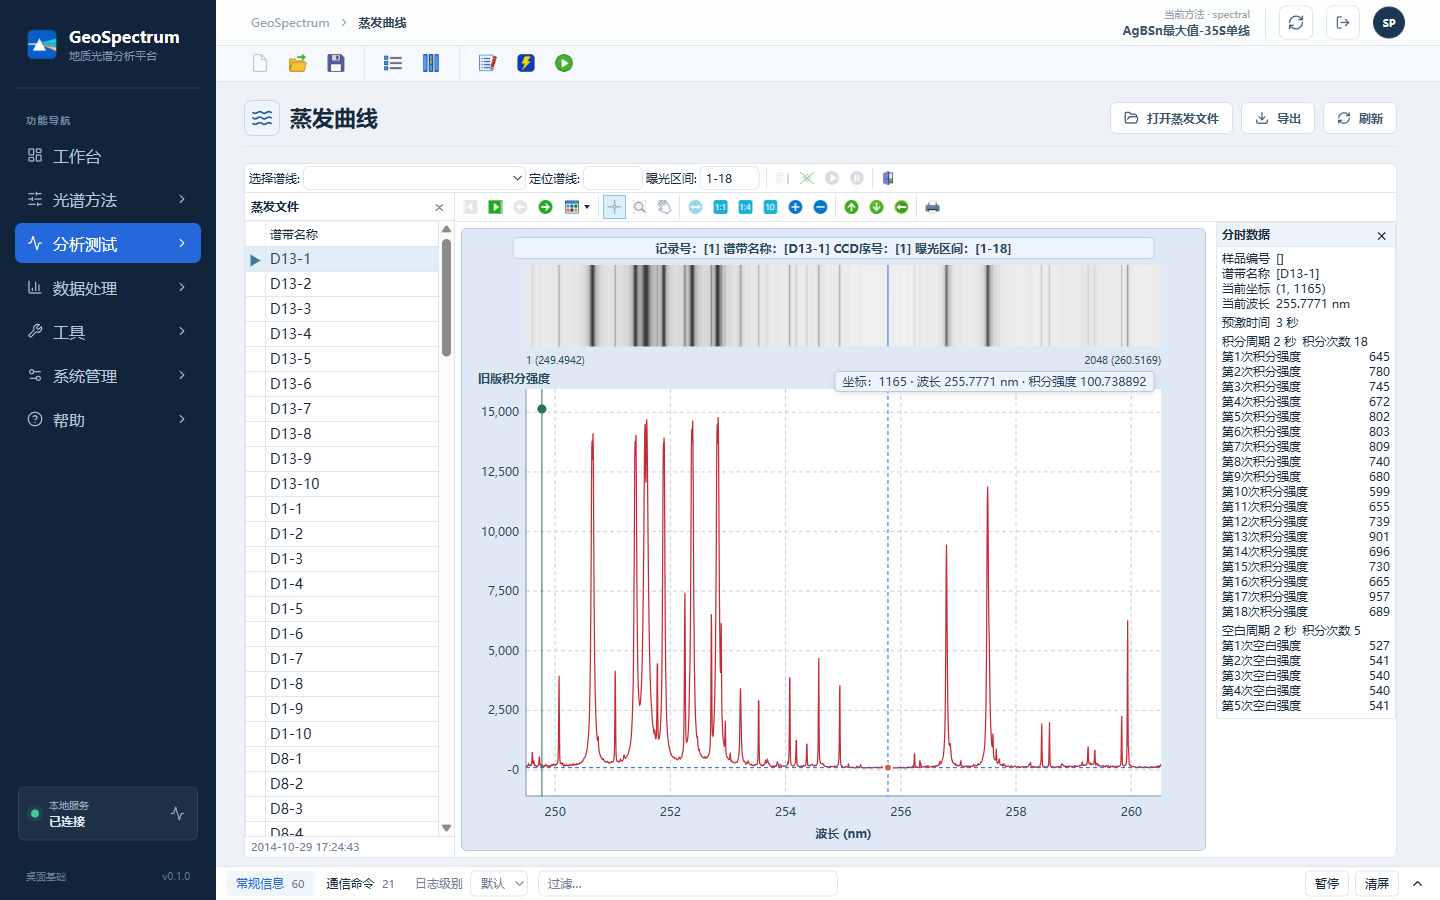 GeoSpectrum
地质光谱分析平台
功能导航
工作台
光谱方法
分析测试
数据处理
工具
系统管理
帮助
本地服务
已连接
桌面基础 v0.1.0
GeoSpectrum > 蒸发曲线
当前方法 · spectral
AgBSn最大值-35S单线
SP
蒸发曲线
打开蒸发文件
导出
刷新
选择谱线:
定位谱线:
曝光区间: 1-18
蒸发文件
谱带名称
D13-1
D13-2
D13-3
D13-4
D13-5
D13-6
D13-7
D13-8
D13-9
D13-10
D1-1
D1-2
D1-3
D1-4
D1-5
D1-6
D1-7
D1-8
D1-9
D1-10
D8-1
D8-2
D8-3
D8-4
2014-10-29 17:24:43
1:1
1:4
10
记录号：[1] 谱带名称：[D13-1] CCD序号：[1] 曝光区间：[1-18]
1 (249.4942) 2048 (260.5169)
旧版积分强度
坐标：1165 · 波长 255.7771 nm · 积分强度 100.738892
15,000
12,500
10,000
7,500
5,000
2,500
-0
250 252 254 256 258 260
波长 (nm)
分时数据
样品编号 []
谱带名称 [D13-1]
当前坐标 (1, 1165)
当前波长 255.7771 nm
预激时间 3 秒
积分周期 2 秒 积分次数 18
第1次积分强度 645
第2次积分强度 780
第3次积分强度 745
第4次积分强度 672
第5次积分强度 802
第6次积分强度 803
第7次积分强度 809
第8次积分强度 740
第9次积分强度 680
第10次积分强度 599
第11次积分强度 655
第12次积分强度 739
第13次积分强度 901
第14次积分强度 696
第15次积分强度 730
第16次积分强度 665
第17次积分强度 957
第18次积分强度 689
空白周期 2 秒 积分次数 5
第1次空白强度 527
第2次空白强度 541
第3次空白强度 540
第4次空白强度 540
第5次空白强度 541
常规信息 60 通信命令 21 日志级别 默认 过滤... 暂停 清屏